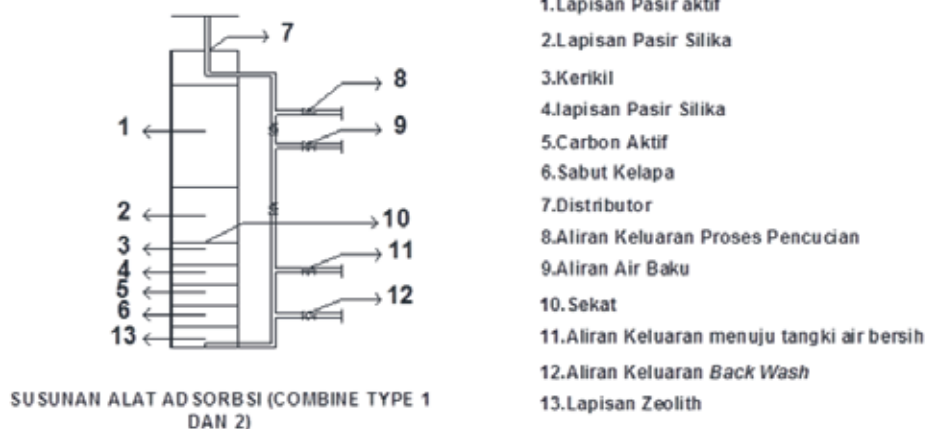 7
8
1
9
2
10
3
11
4
5
12
6
13
SUSUNAN ALAT ADSORBSI (COMBINE TYPE 1
DAN 2)
1.Lapisan Pasir aktif
2.Lapisan Pasir Silika
3.Kerikil
4.lapisan Pasir Silika
5.Carbon Aktif
6.Sabut Kelapa
7.Distributor
8.Aliran Keluaran Proses Pencucian
9.Aliran Air Baku
10.Sekat
11.Aliran Keluaran menuju tangki air bersih
12.Aliran Keluaran Back Wash
13.Lapisan Zeolith